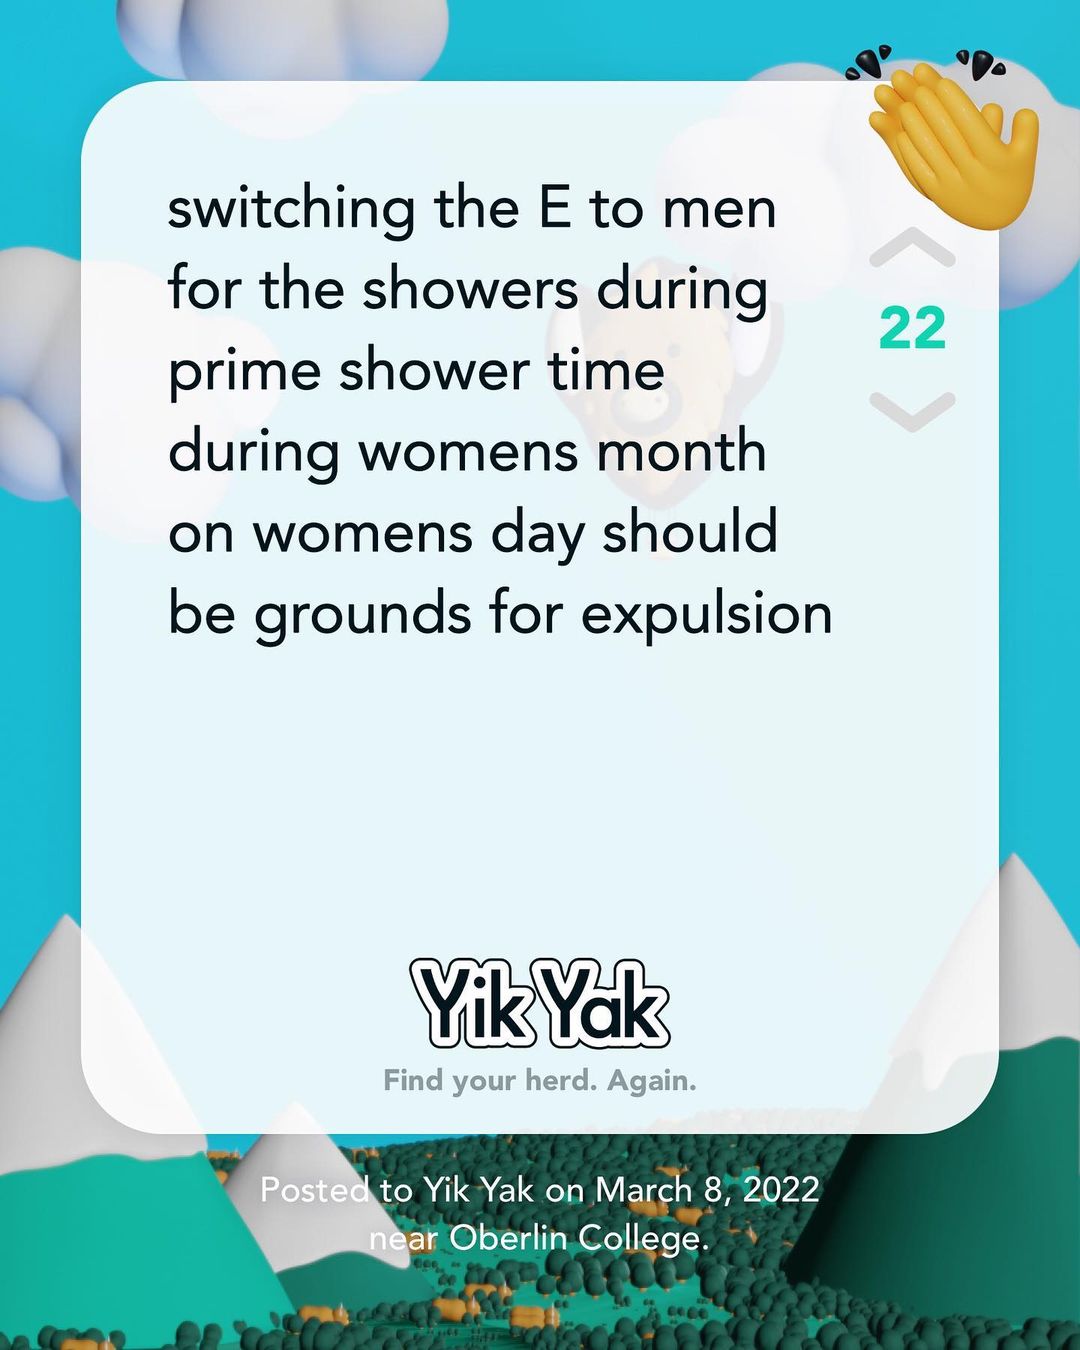 switching the E to men
for the showers during
prime shower time
during womens month
on womens day should
be grounds for expulsion
22
Yik Yak
Find your herd. Again.
Posted to Yik Yak on March 8, 2022
near Oberlin College.